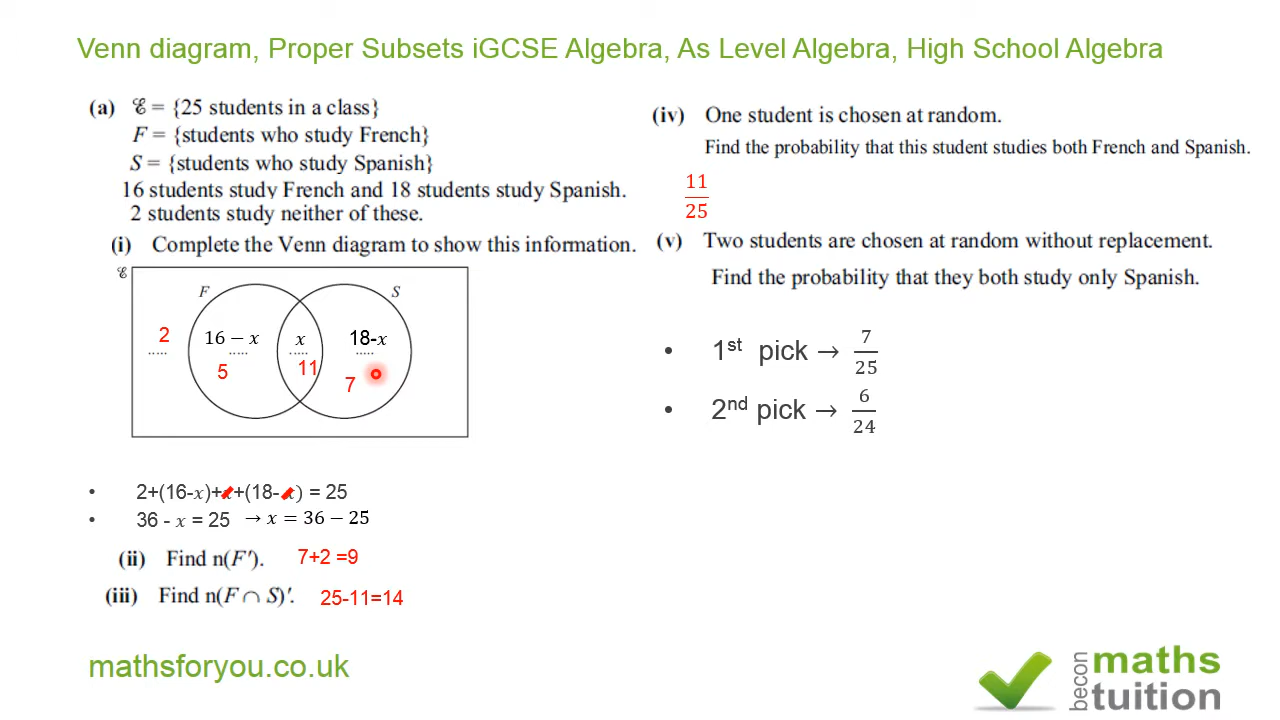 Venn diagram, Proper Subsets iGCSE Algebra, As Level Algebra, High School Algebra
(a) ℰ = {25 students in a class}
F = {students who study French}
S = {students who study Spanish}
16 students study French and 18 students study Spanish.
2 students study neither of these.
(i) Complete the Venn diagram to show this information.
ℰ
F S
2 16 − x x 18-x
..... ..... ..... .....
5 11 7
• 2+(16-x)+x+(18-x) = 25
• 36 - x = 25 → x = 36 − 25
(ii) Find n(F′). 7+2 =9
(iii) Find n(F ∩ S)′. 25-11=14
(iv) One student is chosen at random.
Find the probability that this student studies both French and Spanish.
11/25
(v) Two students are chosen at random without replacement.
Find the probability that they both study only Spanish.
• 1st pick → 7/25
• 2nd pick → 6/24
mathsforyou.co.uk
becon maths tuition